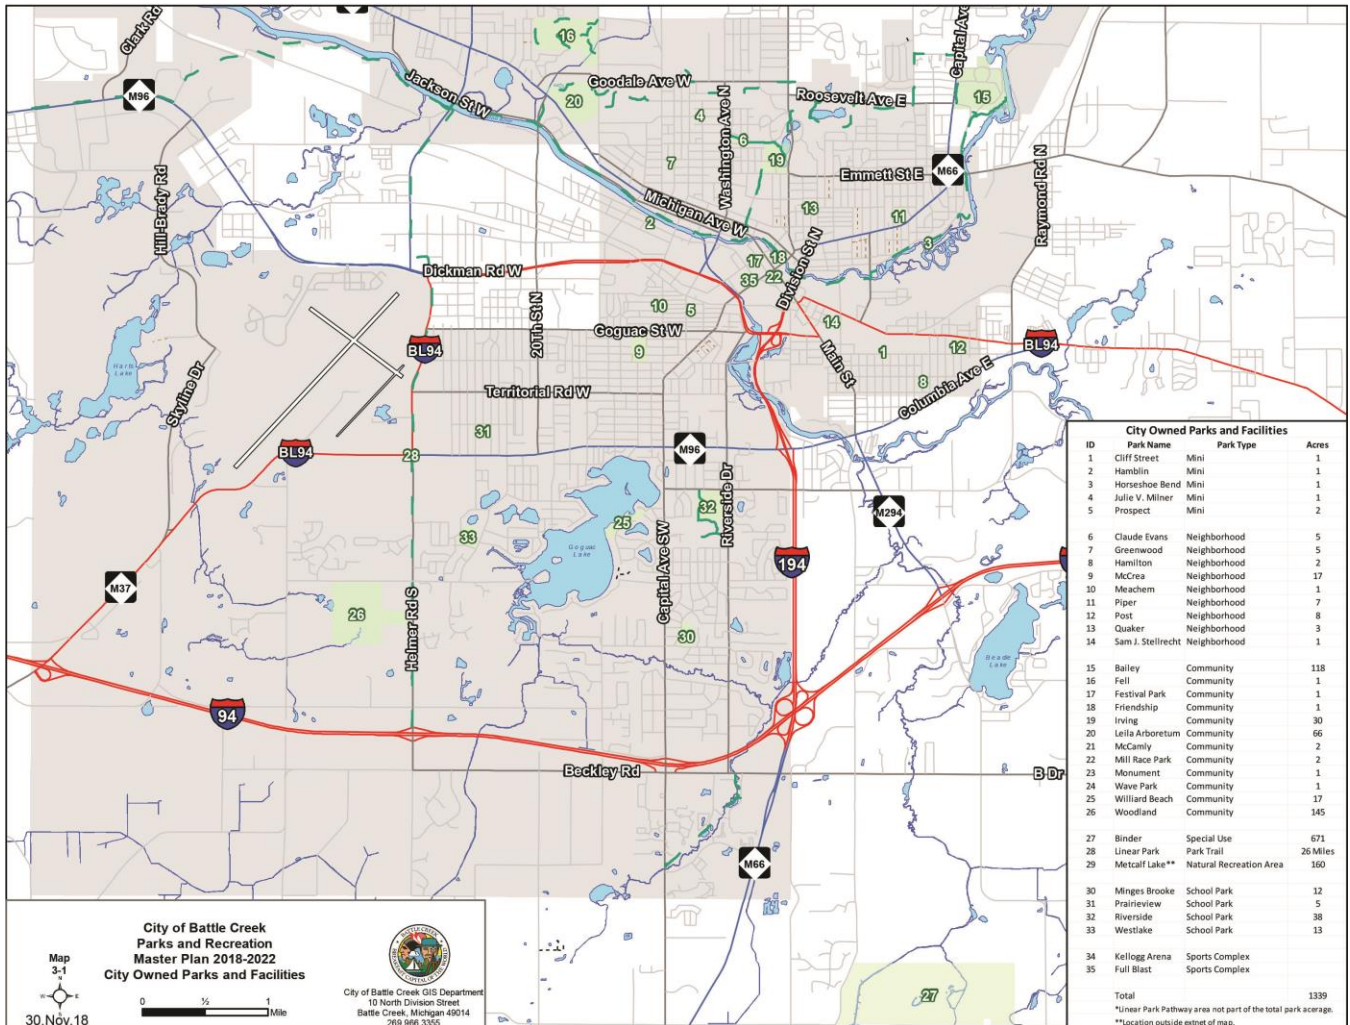 Clark Rd
M96
Jackson St W
16
Goodale Ave W
20
Roosevelt Ave E
Capital Av
15
4
Washington Ave N
6
7
19
Emmett St E
M66
Raymond Rd N
Hill-Brady Rd
Michigan Ave W
2
13
11
3
17
18
35
22
Division St N
Dickman Rd W
10
5
20Th St N
Goguac St W
9
14
1
12
BL94
BL94
Main St
8
Columbia Ave E
Harts
Lake
Skyline Dr
Territorial Rd W
31
BL94
28
M96
Riverside Dr
32
25
33
Goguac
Lake
M294
194
M37
Capital Ave SW
26
Helmer Rd S
30
Beadle
Lake
94
Beckley Rd
B Dr
M66
27
City Owned Parks and Facilities
ID Park Name Park Type Acres
1 Cliff Street Mini 1
2 Hamblin Mini 1
3 Horseshoe Bend Mini 1
4 Julie V. Milner Mini 1
5 Prospect Mini 2
6 Claude Evans Neighborhood 5
7 Greenwood Neighborhood 5
8 Hamilton Neighborhood 2
9 McCrea Neighborhood 17
10 Meachem Neighborhood 1
11 Piper Neighborhood 7
12 Post Neighborhood 8
13 Quaker Neighborhood 3
14 Sam J. Stellrecht Neighborhood 1
15 Bailey Community 118
16 Fell Community 1
17 Festival Park Community 1
18 Friendship Community 1
19 Irving Community 30
20 Leila Arboretum Community 66
21 McCamly Community 2
22 Mill Race Park Community 2
23 Monument Community 1
24 Wave Park Community 1
25 Williard Beach Community 17
26 Woodland Community 145
27 Binder Special Use 671
28 Linear Park Park Trail 26 Miles
29 Metcalf Lake** Natural Recreation Area 160
30 Minges Brooke School Park 12
31 Prairieview School Park 5
32 Riverside School Park 38
33 Westlake School Park 13
34 Kellogg Arena Sports Complex
35 Full Blast Sports Complex
Total 1339
*Linear Park Pathway area not part of the total park acerage.
**Location outside extnet of map.
City of Battle Creek
Parks and Recreation
Master Plan 2018-2022
City Owned Parks and Facilities
Map
3-1
N
W E
S
0 ½ 1
Mile
30.Nov.18
City of Battle Creek GIS Department
10 North Division Street
Battle Creek, Michigan 49014
269.966.3355